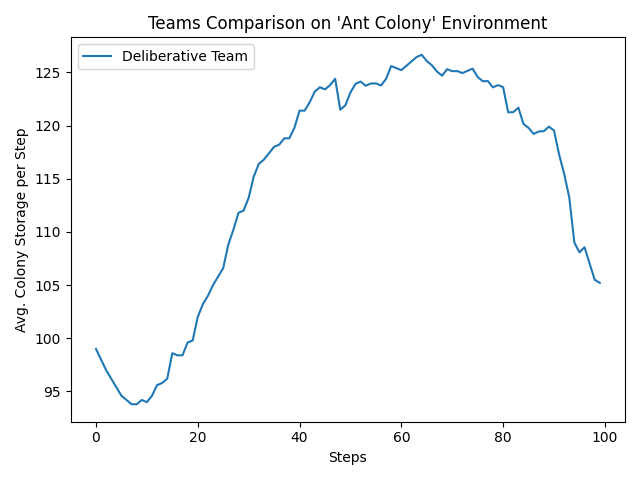 Teams Comparison on 'Ant Colony' Environment
Deliberative Team
Avg. Colony Storage per Step
125
120
115
110
105
100
95
0 20 40 60 80 100
Steps